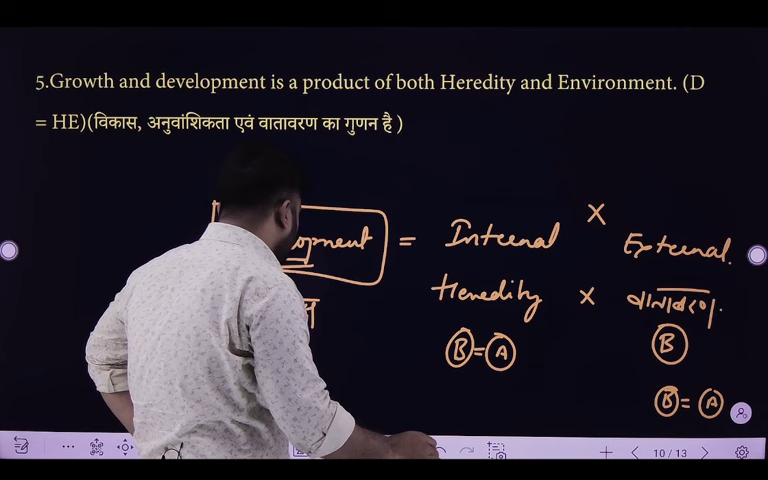 5.Growth and development is a product of both Heredity and Environment. (D
= HE)(विकास, अनुवांशिकता एवं वातावरण का गुणन है )
= Internal × External.
Heredity × वातावरण
B = A B
B = A
10/13